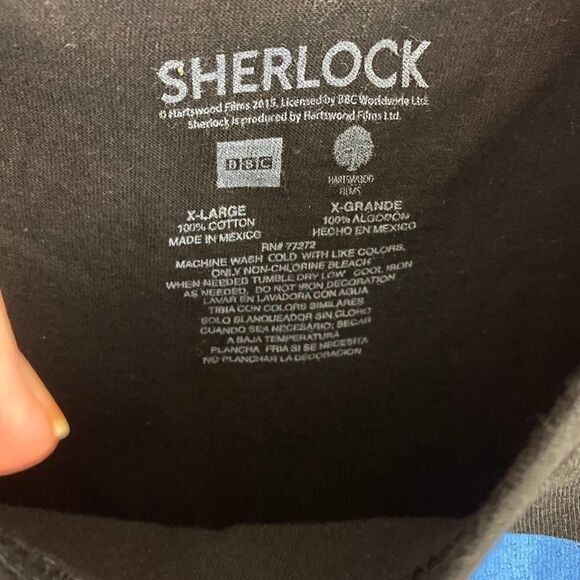 SHERLOCK
© Hartswood Films 2015. Licensed by BBC Worldwide Ltd.
Sherlock is produced by Hartswood Films Ltd.
BBC
HARTSWOOD
FILMS
X-LARGE
100% COTTON
MADE IN MEXICO
X-GRANDE
100% ALGODÓN
HECHO EN MEXICO
RN# 77272
MACHINE WASH COLD WITH LIKE COLORS,
ONLY NON-CHLORINE BLEACH
WHEN NEEDED TUMBLE DRY LOW COOL IRON
AS NEEDED, DO NOT IRON DECORATION
LAVAR EN LAVADORA CON AGUA
TIBIA CON COLORS SIMILARES
SOLO BLANQUEADOR SIN CLORO
CUANDO SEA NECESARIO; SECAR
A BAJA TEMPERATURA
PLANCHA FRIA SI SE NECESITA
NO PLANCHAR LA DECORACION